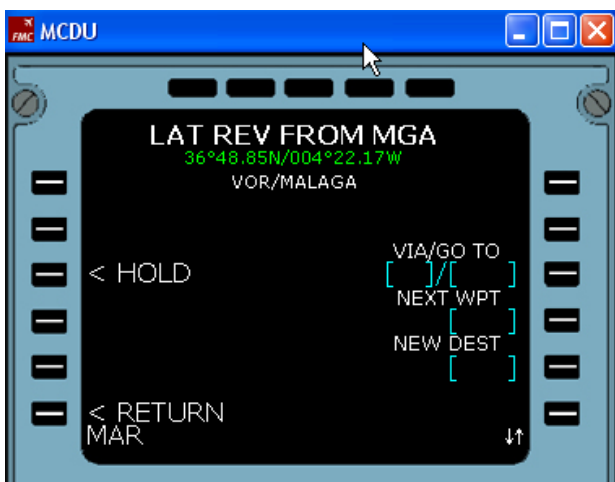 FMC MCDU
LAT REV FROM MGA
36°48.85N/004°22.17W
VOR/MALAGA
VIA/GO TO
< HOLD [ ]/[ ]
NEXT WPT
[ ]
NEW DEST
[ ]
< RETURN
MAR ↓↑